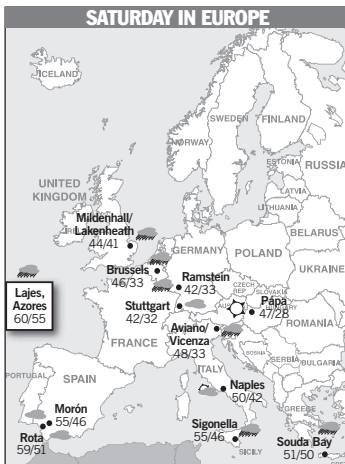 SATURDAY IN EUROPE
ICELAND
SWEDEN
FINLAND
NORWAY
ESTONIA
RUSSIA
LATVIA
LITHUANIA
UNITED
KINGDOM
Mildenhall/
Lakenheath
44/41
BELARUS
GERMANY
POLAND
UKRAINE
Brussels
46/33
Ramstein
42/33
Lajes,
Azores
60/55
Stuttgart
42/32
CZECH
REP
SLOVAKIA
Pápa
47/28
Aviano/
Vicenza
48/33
FRANCE
ROMANIA
BOSNIA
SERBIA
BULGARIA
ITALY
PORTUGAL
SPAIN
Naples
50/42
Morón
55/46
Rota
59/51
Sigonella
55/46
SICILY
GREECE
Souda Bay
51/50